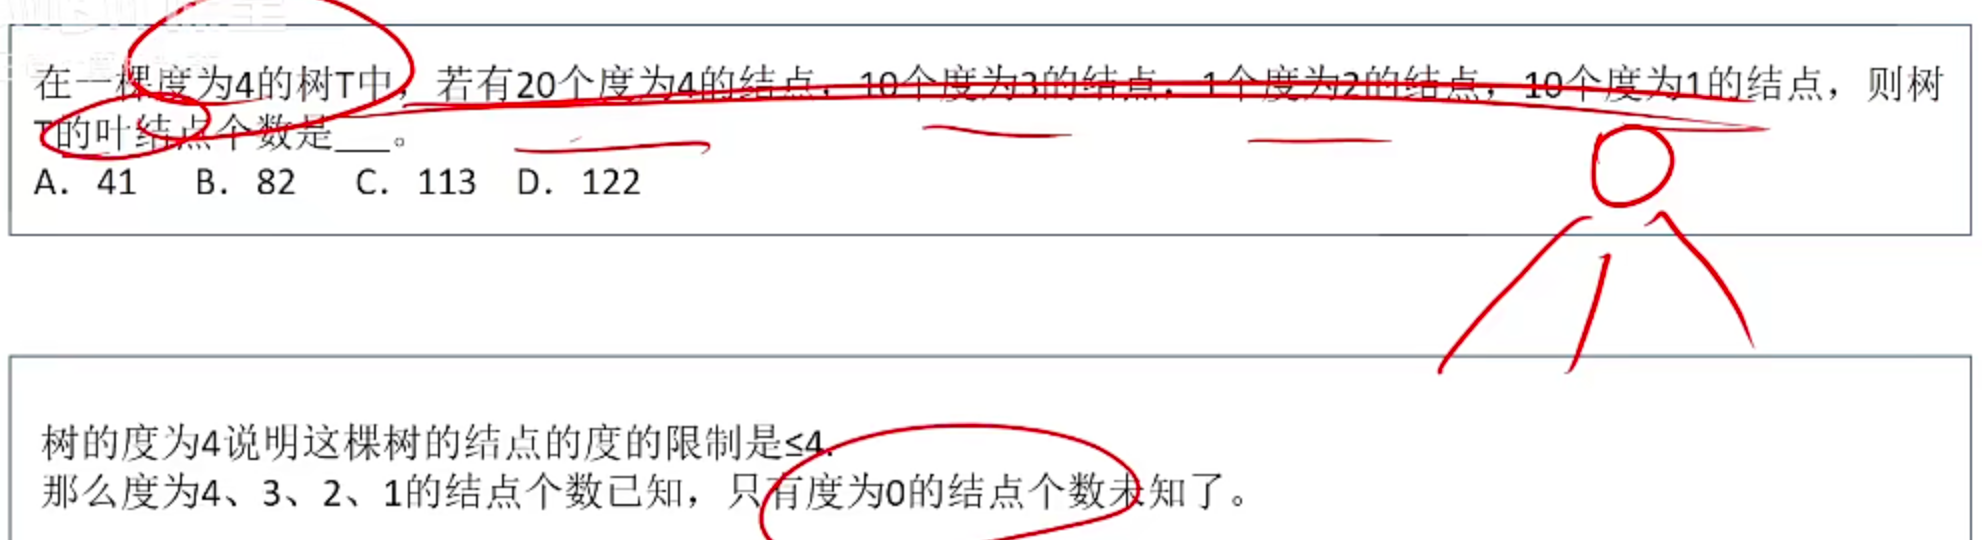 在一棵度为4的树T中，若有20个度为4的结点，10个度为3的结点，1个度为2的结点，10个度为1的结点，则树
T的叶结点个数是___。
A. 41 B. 82 C. 113 D. 122
树的度为4说明这棵树的结点的度的限制是≤4.
那么度为4、3、2、1的结点个数已知，只有度为0的结点个数未知了。